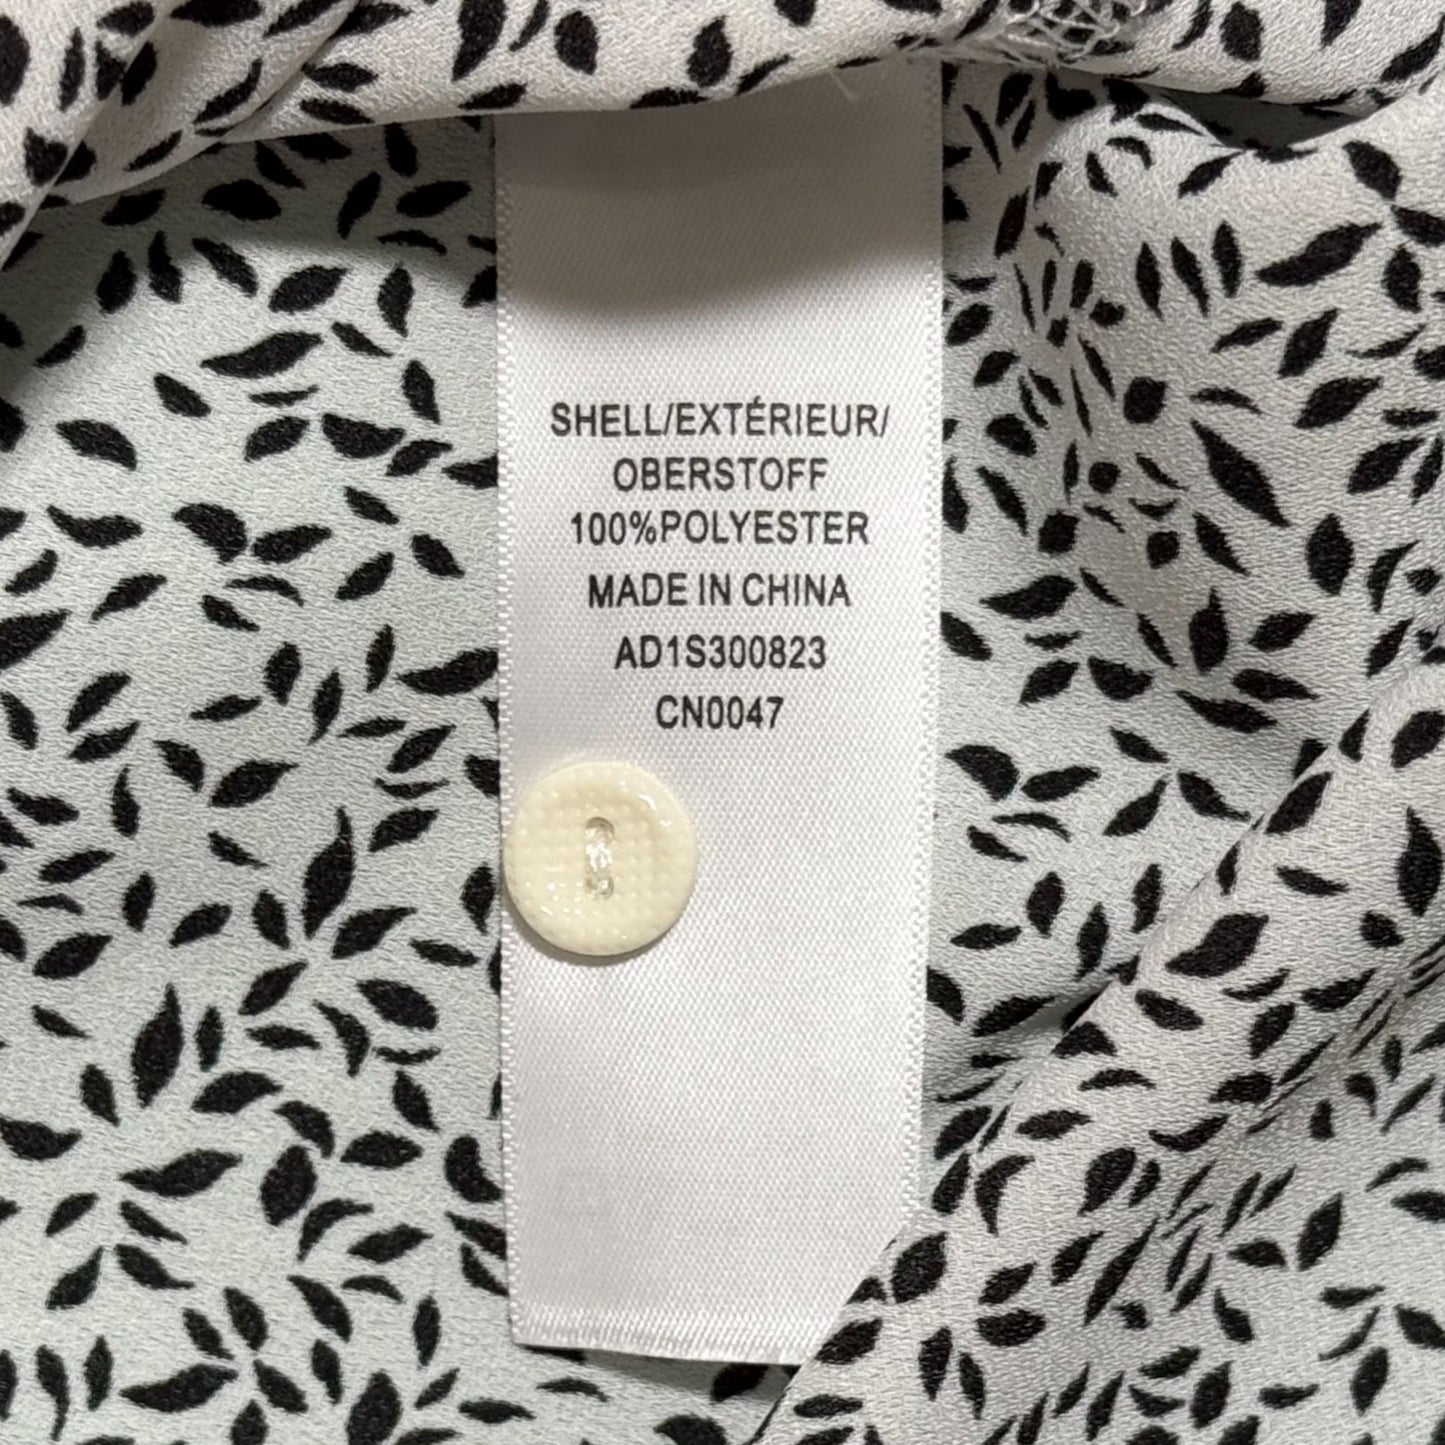 SHELL/EXTÉRIEUR/
OBERSTOFF
100%POLYESTER
MADE IN CHINA
AD1S300823
CN0047